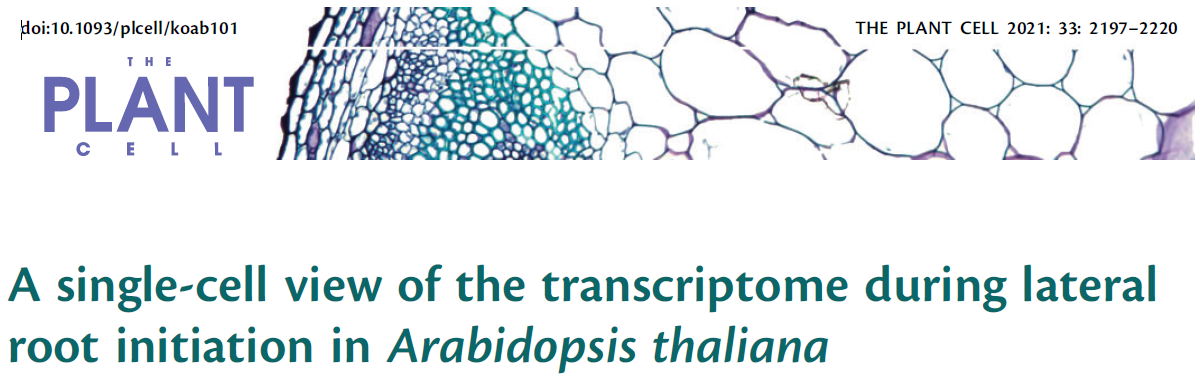 doi:10.1093/plcell/koab101
THE PLANT CELL 2021: 33: 2197–2220
THE
PLANT
CELL
A single-cell view of the transcriptome during lateral
root initiation in Arabidopsis thaliana